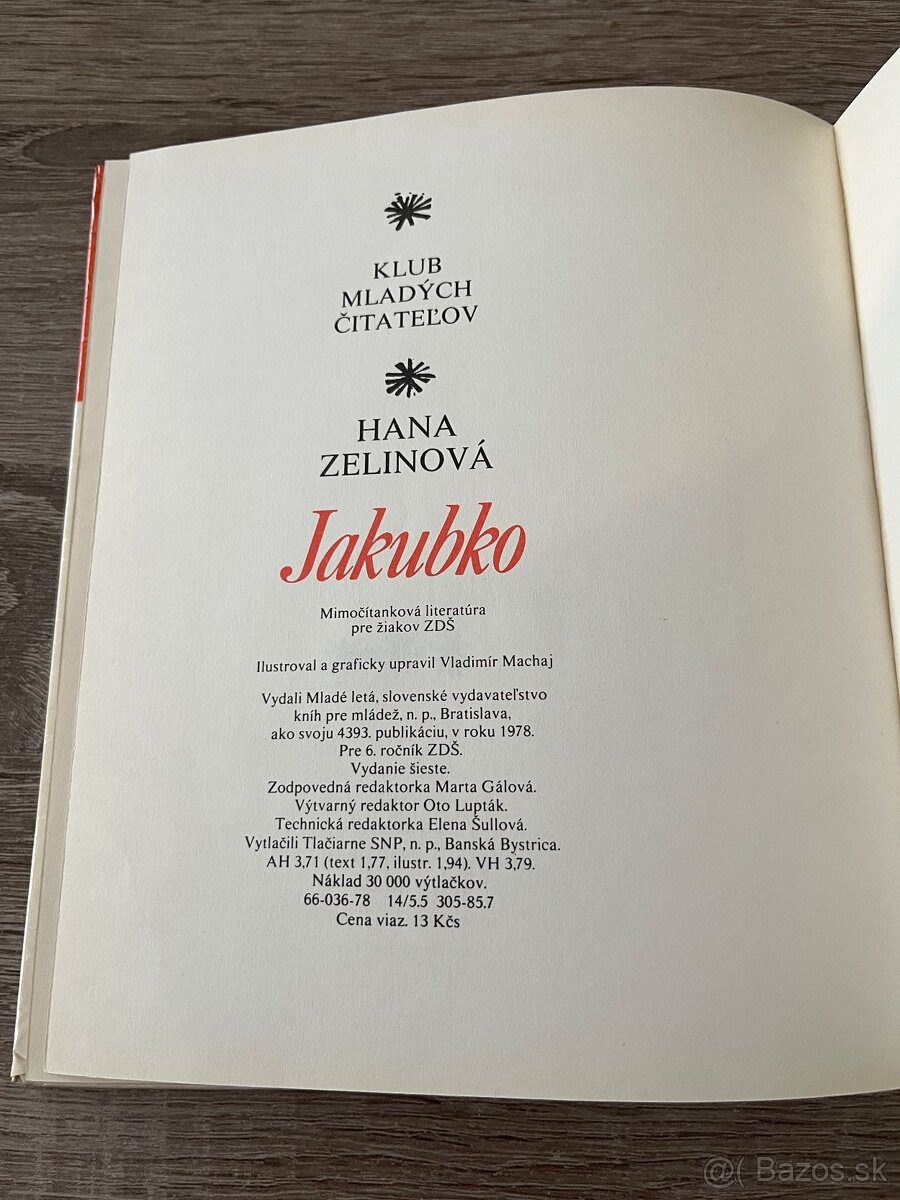 KLUB
MLADÝCH
ČITATEĽOV
HANA
ZELINOVÁ
Jakubko
Mimočítanková literatúra
pre žiakov ZDŠ
Ilustroval a graficky upravil Vladimír Machaj
Vydali Mladé letá, slovenské vydavateľstvo
kníh pre mládež, n. p., Bratislava,
ako svoju 4393. publikáciu, v roku 1978.
Pre 6. ročník ZDŠ.
Vydanie šieste.
Zodpovedná redaktorka Marta Gálová.
Výtvarný redaktor Oto Lupták.
Technická redaktorka Elena Šullová.
Vytlačili Tlačiarne SNP, n. p., Banská Bystrica.
AH 3,71 (text 1,77, ilustr. 1,94). VH 3,79.
Náklad 30 000 výtlačkov.
66-036-78 14/5.5 305-85.7
Cena viaz. 13 Kčs
@( Bazos.sk